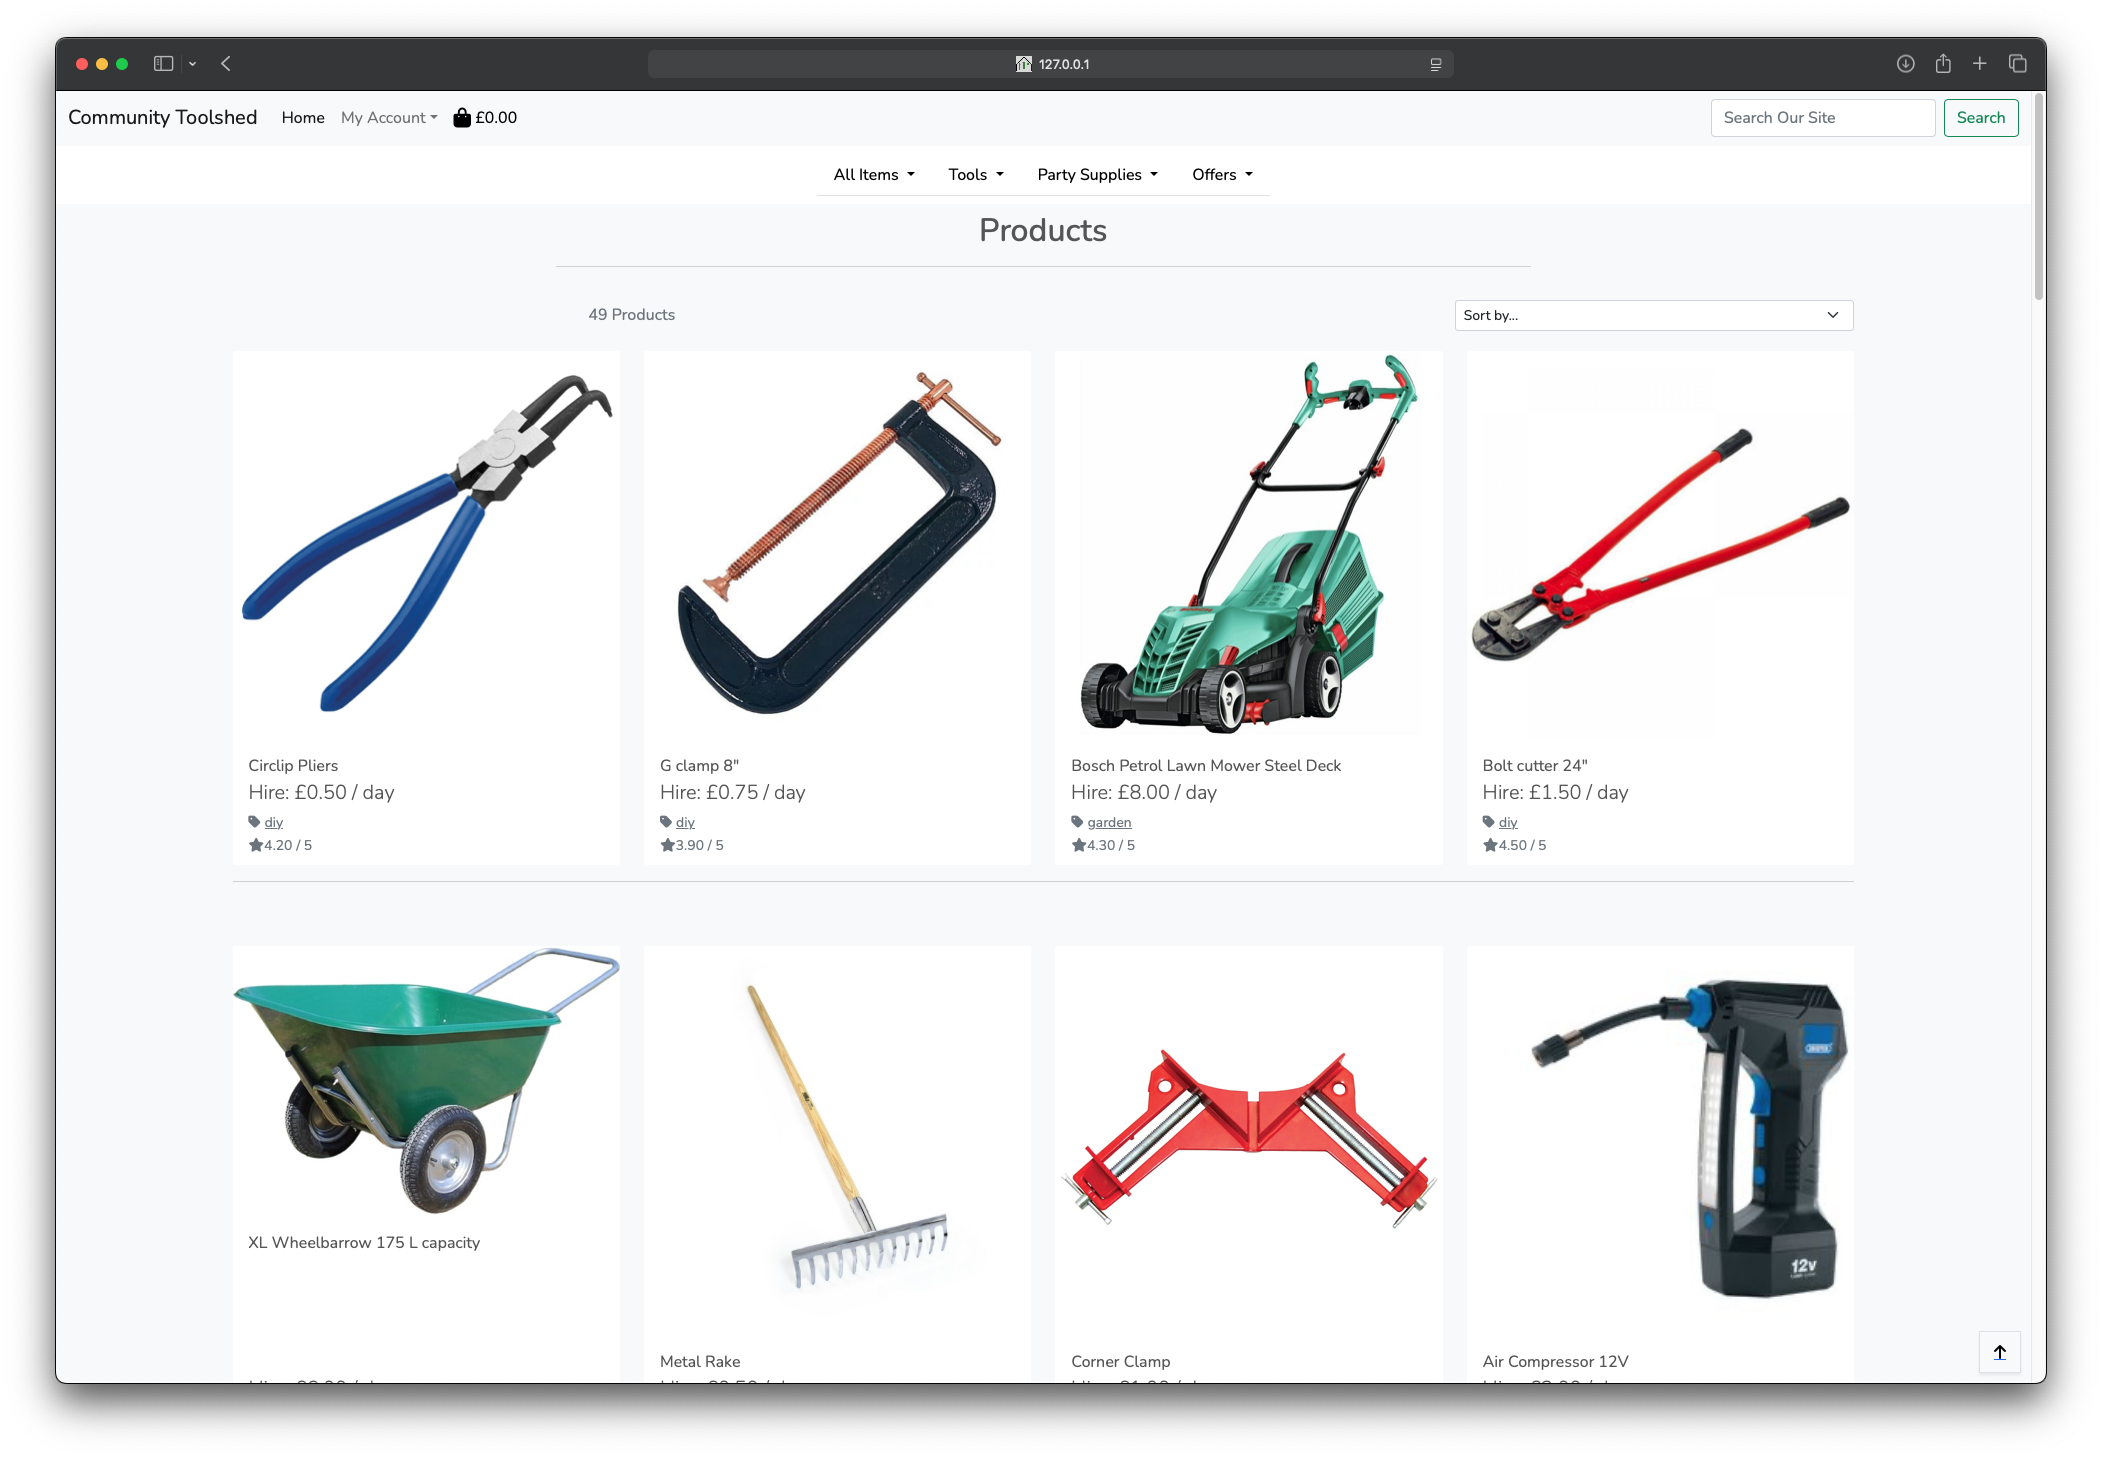 127.0.0.1
Community Toolshed Home My Account £0.00 Search Our Site Search
All Items Tools Party Supplies Offers
Products
49 Products Sort by...
Circlip Pliers
Hire: £0.50 / day
diy
4.20 / 5
G clamp 8"
Hire: £0.75 / day
diy
3.90 / 5
Bosch Petrol Lawn Mower Steel Deck
Hire: £8.00 / day
garden
4.30 / 5
Bolt cutter 24"
Hire: £1.50 / day
diy
4.50 / 5
XL Wheelbarrow 175 L capacity
Metal Rake
Corner Clamp
12v
Air Compressor 12V